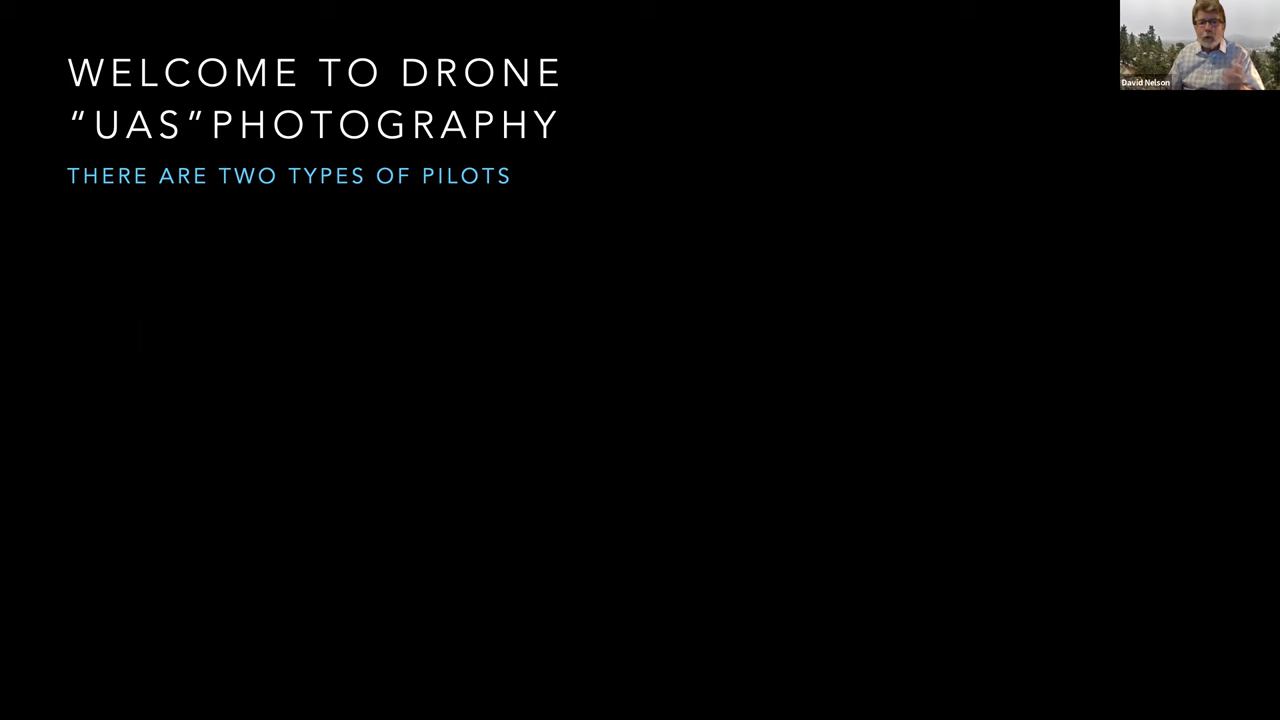 WELCOME TO DRONE
“UAS”PHOTOGRAPHY
THERE ARE TWO TYPES OF PILOTS
David Nelson